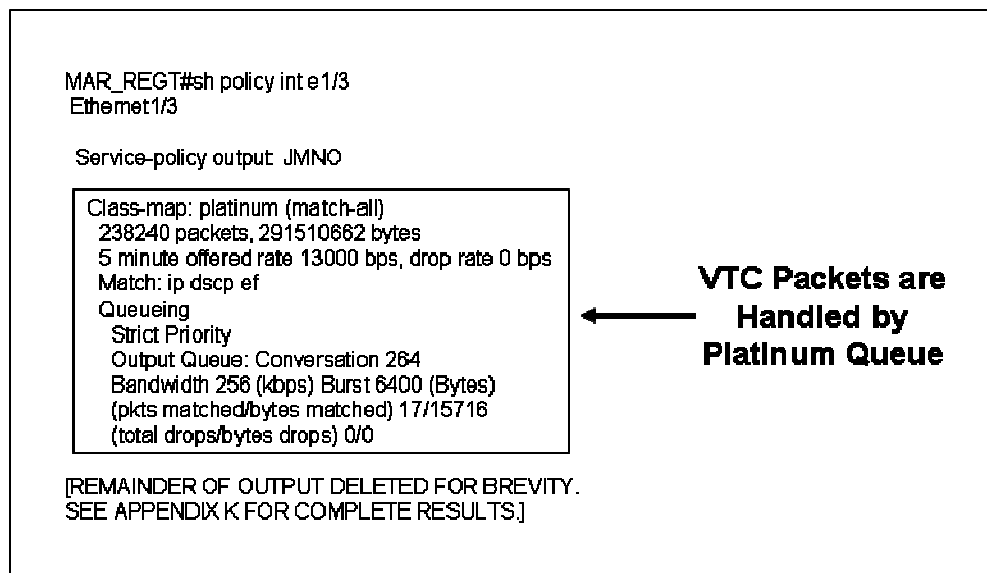 MAR_REGT#sh policy int e1/3
Ethernet1/3
Service-policy output: JMNO
Class-map: platinum (match-all)
238240 packets, 291510662 bytes
5 minute offered rate 13000 bps, drop rate 0 bps
Match: ip dscp ef
Queueing
Strict Priority
Output Queue: Conversation 264
Bandwidth 256 (kbps) Burst 6400 (Bytes)
(pkts matched/bytes matched) 17/15716
(total drops/bytes drops) 0/0
VTC Packets are
Handled by
Platinum Queue
[REMAINDER OF OUTPUT DELETED FOR BREVITY.
SEE APPENDIX K FOR COMPLETE RESULTS.]